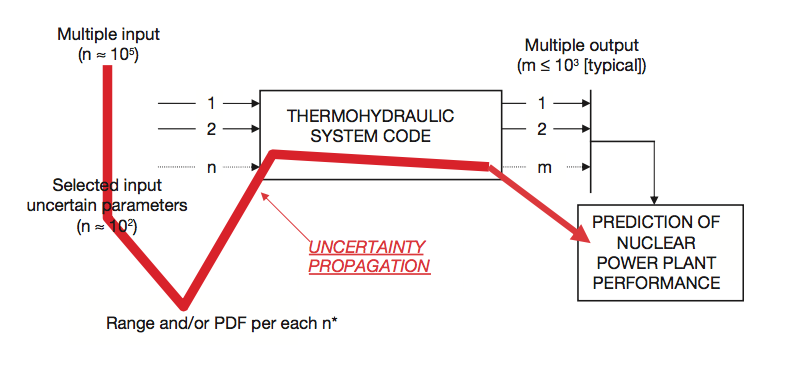 Multiple input
(n ≈ 10⁵)
Multiple output
(m ≤ 10³ [typical])
1
2
n
THERMOHYDRAULIC
SYSTEM CODE
1
2
m
Selected input
uncertain parameters
(n ≈ 10²)
UNCERTAINTY
PROPAGATION
PREDICTION OF
NUCLEAR
POWER PLANT
PERFORMANCE
Range and/or PDF per each n*